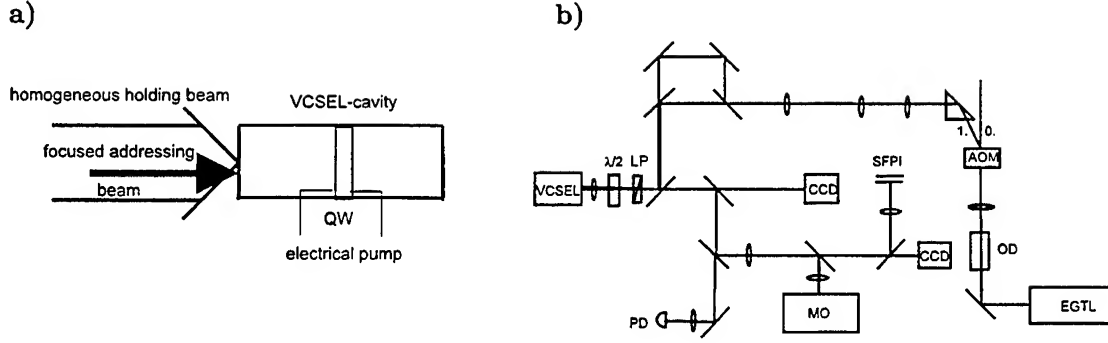 a)
homogeneous holding beam
VCSEL-cavity
focused addressing
beam
QW
electrical pump
b)
1.
0.
AOM
λ/2 LP
SFPI
VCSEL
CCD
OD
CCD
EGTL
PD
MO